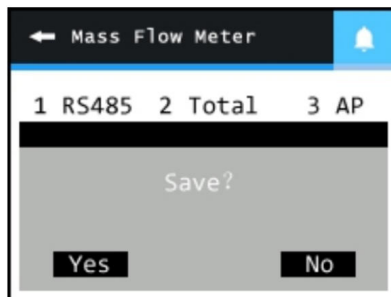 Mass Flow Meter
1 RS485 2 Total 3 AP
Save?
Yes No